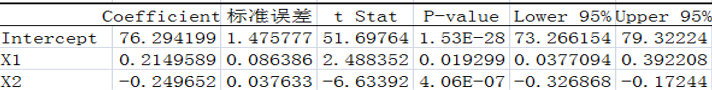 Coefficient 标准误差 t Stat P-value Lower 95% Upper 95%
Intercept 76.294199 1.475777 51.69764 1.53E-28 73.266154 79.32224
X1 0.2149589 0.086386 2.488352 0.019299 0.0377094 0.392208
X2 -0.249652 0.037633 -6.63392 4.06E-07 -0.326868 -0.17244